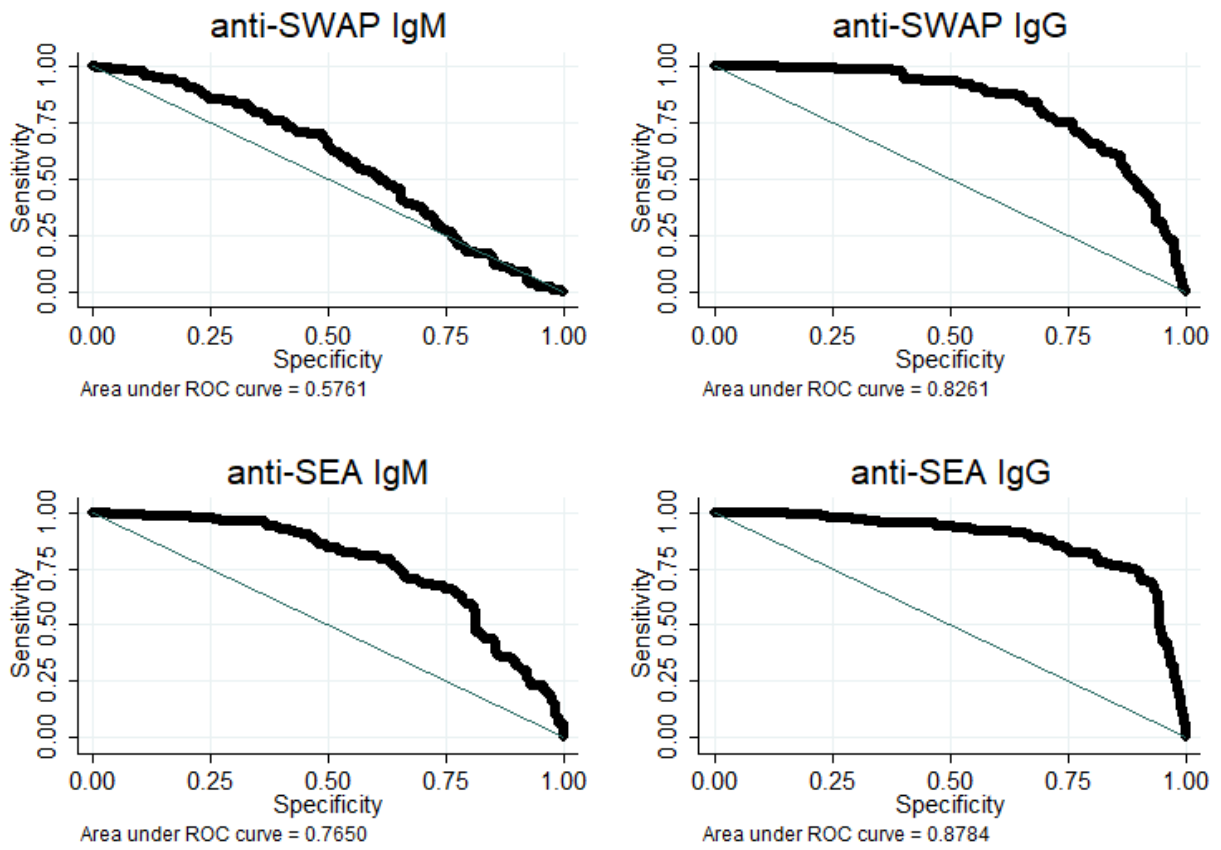 anti-SWAP IgM
Sensitivity
0.00 0.25 0.50 0.75 1.00
0.00 0.25 0.50 0.75 1.00
Specificity
Area under ROC curve = 0.5761
anti-SWAP IgG
Sensitivity
0.00 0.25 0.50 0.75 1.00
0.00 0.25 0.50 0.75 1.00
Specificity
Area under ROC curve = 0.8261
anti-SEA IgM
Sensitivity
0.00 0.25 0.50 0.75 1.00
0.00 0.25 0.50 0.75 1.00
Specificity
Area under ROC curve = 0.7650
anti-SEA IgG
Sensitivity
0.00 0.25 0.50 0.75 1.00
0.00 0.25 0.50 0.75 1.00
Specificity
Area under ROC curve = 0.8784